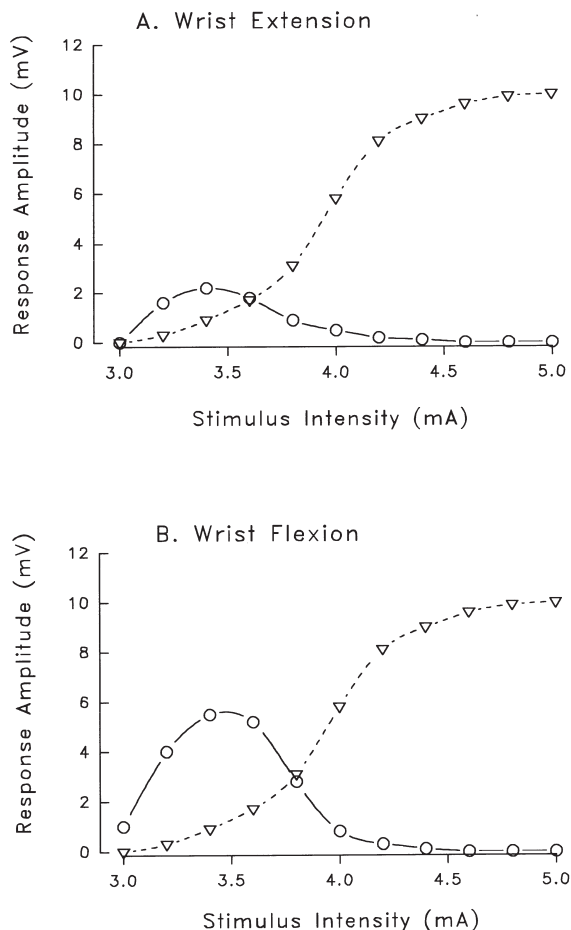 A. Wrist Extension
Response Amplitude (mV)
12
10
8
6
4
2
0
3.0 3.5 4.0 4.5 5.0
Stimulus Intensity (mA)
B. Wrist Flexion
Response Amplitude (mV)
12
10
8
6
4
2
0
3.0 3.5 4.0 4.5 5.0
Stimulus Intensity (mA)